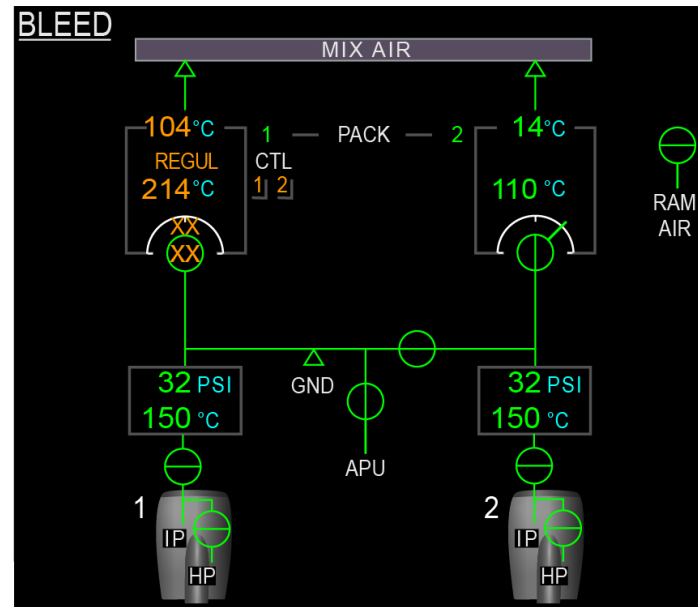 BLEED
MIX AIR
104°C
1 PACK 2
14°C
REGUL
CTL
214°C
1 2
110°C
RAM
AIR
XX
XX
GND
APU
32 PSI
150 °C
32 PSI
150 °C
1
IP
HP
2
IP
HP